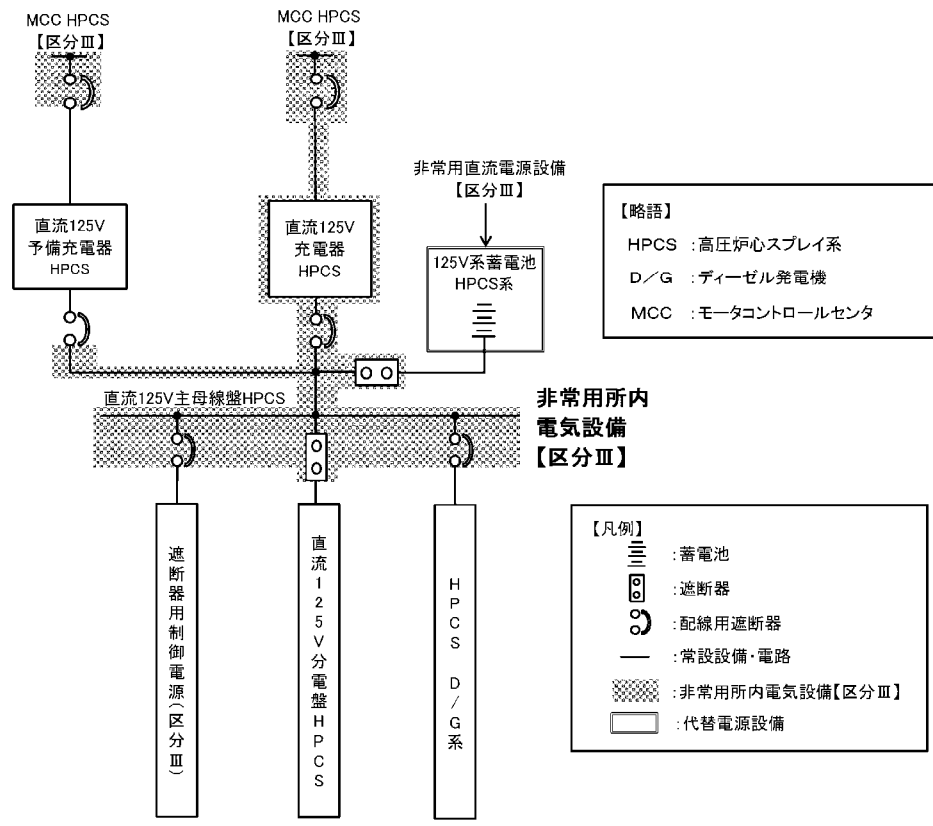 MCC HPCS
【区分Ⅲ】
MCC HPCS
【区分Ⅲ】
非常用直流電源設備
【区分Ⅲ】
直流125V
予備充電器
HPCS
直流125V
充電器
HPCS
125V系蓄電池
HPCS系
【略語】
HPCS :高圧炉心スプレイ系
D/G :ディーゼル発電機
MCC :モータコントロールセンタ
直流125V主母線盤HPCS
非常用所内
電気設備
【区分Ⅲ】
遮断器用制御電源(区分Ⅲ)
直流125V分電盤HPCS
HPCS D/G系
【凡例】
:蓄電池
:遮断器
:配線用遮断器
:常設設備・電路
:非常用所内電気設備【区分Ⅲ】
:代替電源設備